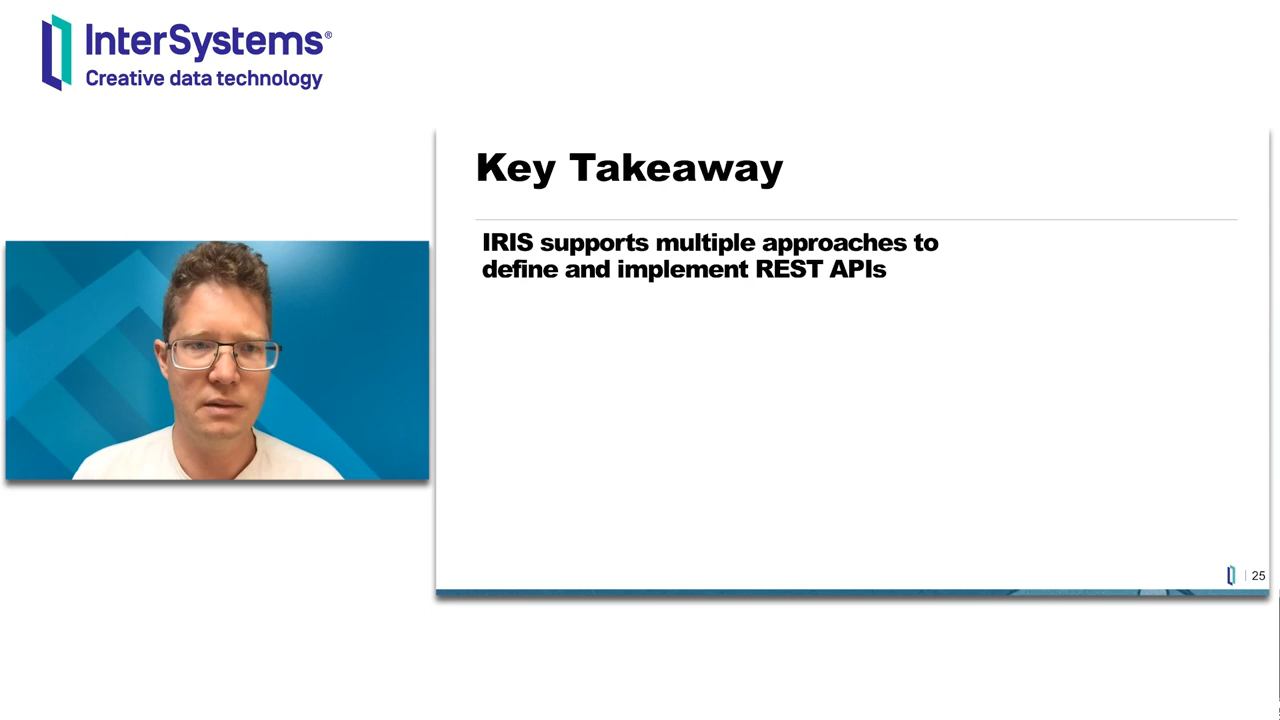 InterSystems®
Creative data technology
Key Takeaway
IRIS supports multiple approaches to
define and implement REST APIs
25